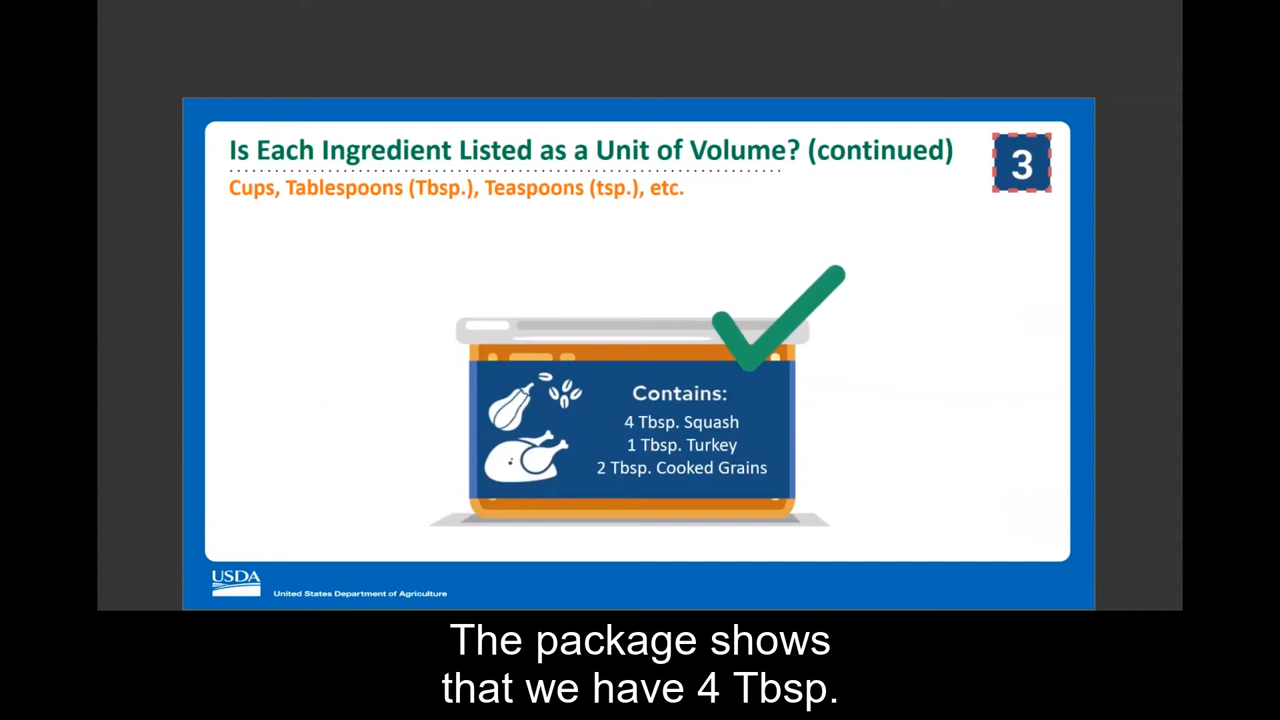 Is Each Ingredient Listed as a Unit of Volume? (continued)
3
Cups, Tablespoons (Tbsp.), Teaspoons (tsp.), etc.
Contains:
4 Tbsp. Squash
1 Tbsp. Turkey
2 Tbsp. Cooked Grains
USDA
United States Department of Agriculture
The package shows
that we have 4 Tbsp.